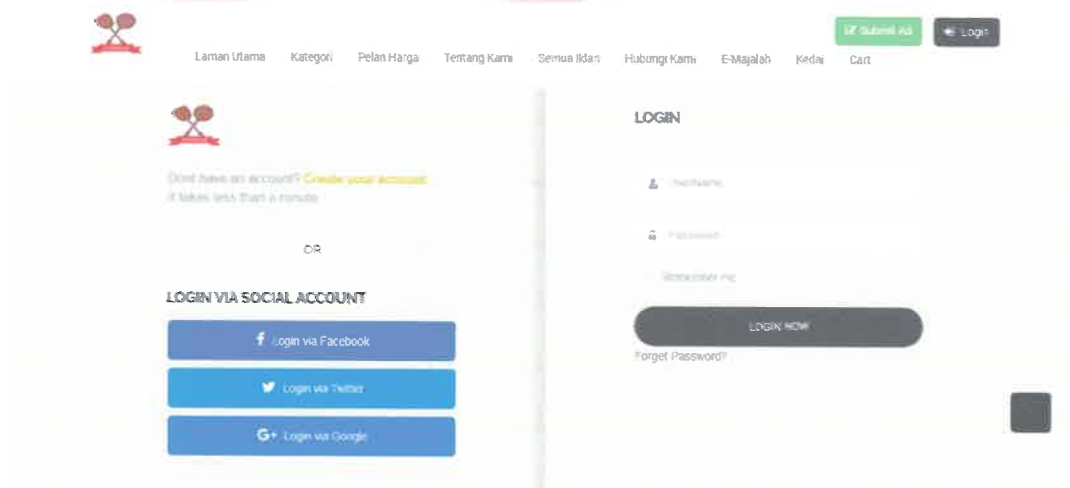 Submit Ad Login
Laman Utama Kategori Pelan Harga Tentang Kami Semua Iklan Hubungi Kami E-Majalah Kedai Cart
Dont have an account? Create your account
It takes less than a minute
OR
LOGIN VIA SOCIAL ACCOUNT
f Login via Facebook
Login via Twitter
G+ Login via Google
LOGIN
UserName
Password
Remember me
LOGIN NOW
Forget Password?